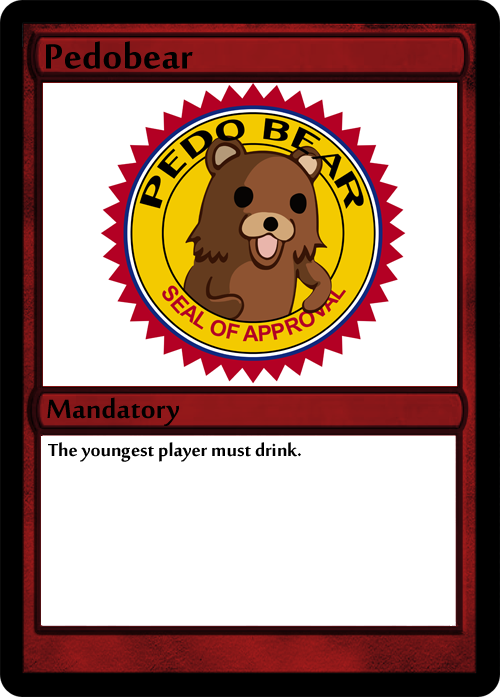 Pedobear
PEDO BEAR
SEAL OF APPROVAL
Mandatory
The youngest player must drink.